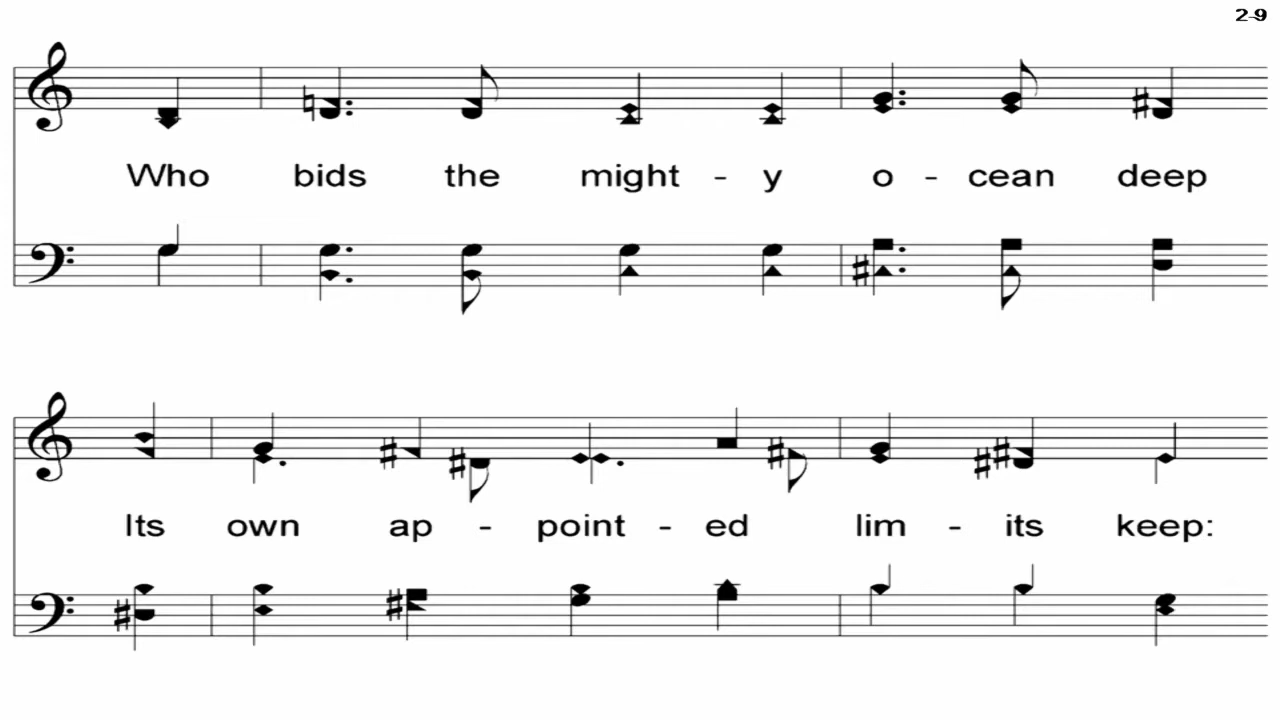 2-9
Who bids the might - y o - cean deep
Its own ap - point - ed lim - its keep: